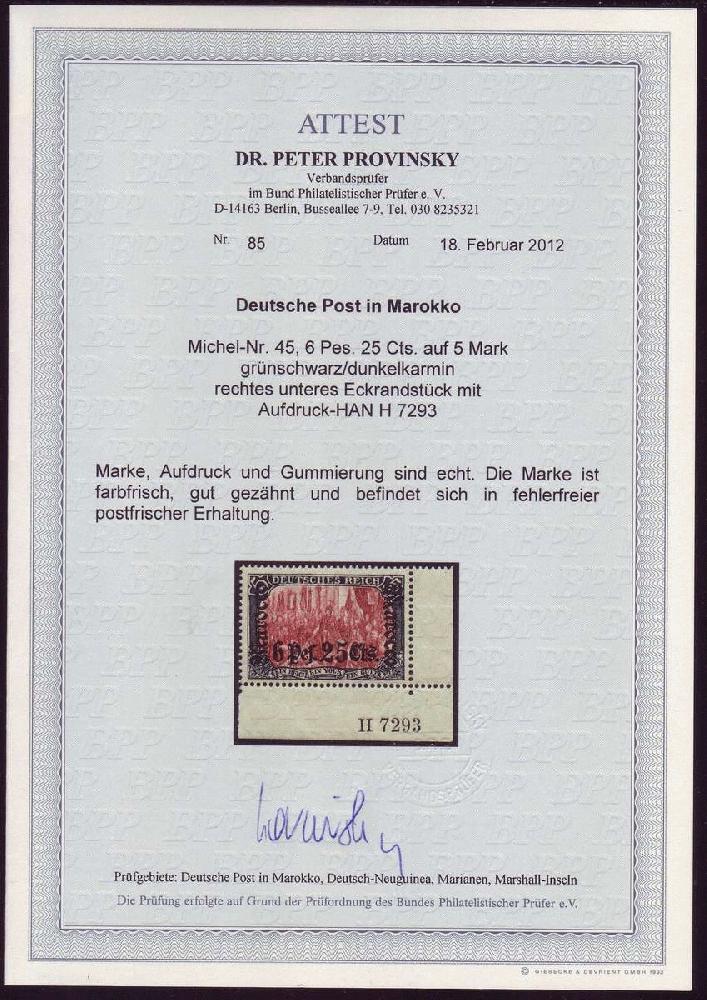 ATTEST
DR. PETER PROVINSKY
Verbandsprüfer
im Bund Philatelistischer Prüfer e. V.
D-14163 Berlin, Busseallee 7-9, Tel. 030 8235321
Nr. 85 Datum 18. Februar 2012
Deutsche Post in Marokko
Michel-Nr. 45, 6 Pes. 25 Cts. auf 5 Mark
grünschwarz/dunkelkarmin
rechtes unteres Eckrandstück mit
Aufdruck-HAN H 7293
Marke, Aufdruck und Gummierung sind echt. Die Marke ist
farbfrisch, gut gezähnt und befindet sich in fehlerfreier
postfrischer Erhaltung.
DEUTSCHES REICH
6 Pes. 25 Cts.
H 7293
Prüfgebiete: Deutsche Post in Marokko, Deutsch-Neuguinea, Marianen, Marshall-Inseln
Die Prüfung erfolgte auf Grund der Prüfordnung des Bundes Philatelistischer Prüfer e.V.
© GIESECKE & DEVRIENT GMBH